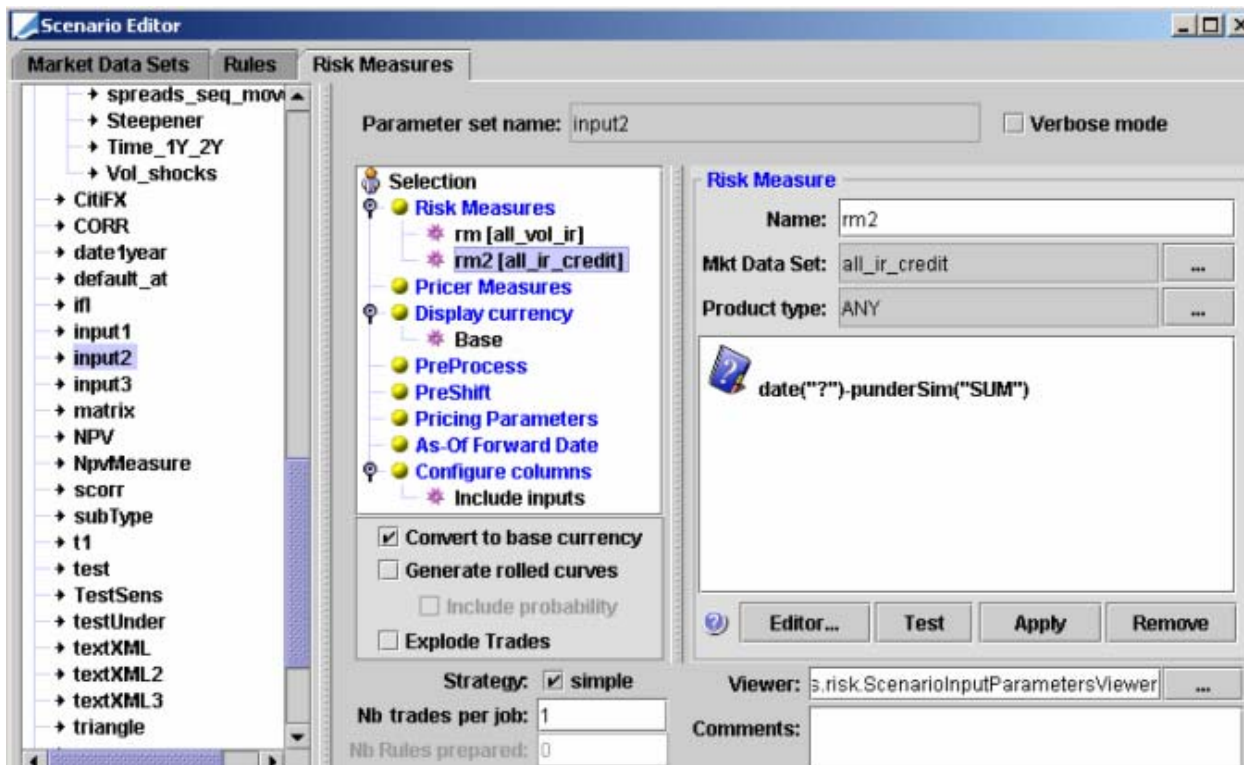 Scenario Editor
Market Data Sets Rules Risk Measures
spreads_seq_mov
Steepener
Time_1Y_2Y
Vol_shocks
CitiFX
CORR
date1year
default_at
ifl
input1
input2
input3
matrix
NPV
NpvMeasure
scorr
subType
t1
test
TestSens
testUnder
textXML
textXML2
textXML3
triangle
Parameter set name: input2 Verbose mode
Selection
Risk Measures
rm [all_vol_ir]
rm2 [all_ir_credit]
Pricer Measures
Display currency
Base
PreProcess
PreShift
Pricing Parameters
As-Of Forward Date
Configure columns
Include inputs
Convert to base currency
Generate rolled curves
Include probability
Explode Trades
Strategy: simple
Nb trades per job: 1
Nb Rules prepared: 0
Risk Measure
Name: rm2
Mkt Data Set: all_ir_credit ...
Product type: ANY ...
date("?")-punderSim("SUM")
Editor... Test Apply Remove
Viewer: s.risk.ScenarioInputParametersViewer ...
Comments: